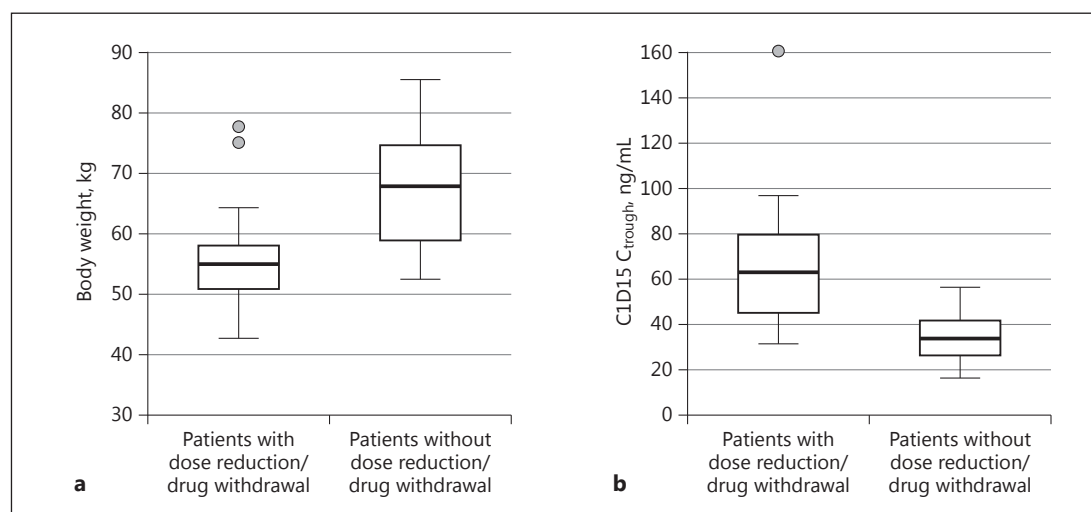 90
80
70
60
50
40
30
Body weight, kg
Patients with
dose reduction/
drug withdrawal
Patients without
dose reduction/
drug withdrawal
a
160
140
120
100
80
60
40
20
0
C1D15 Ctrough, ng/mL
Patients with
dose reduction/
drug withdrawal
Patients without
dose reduction/
drug withdrawal
b